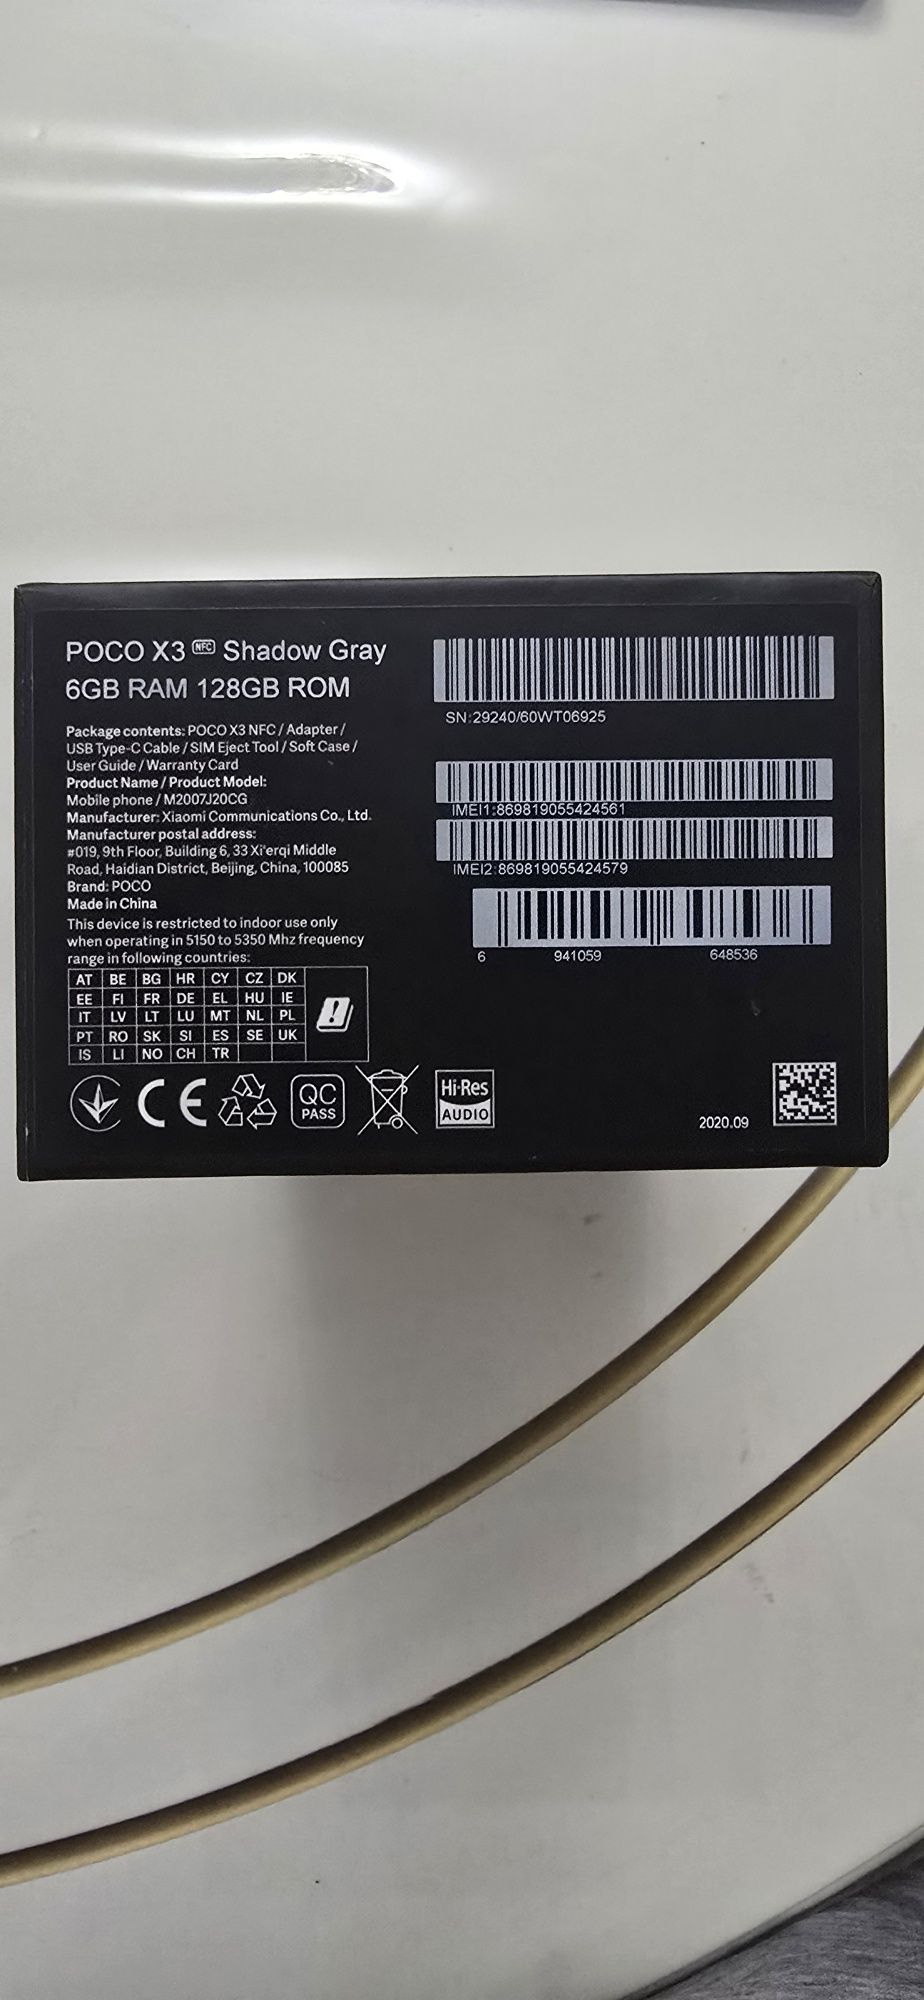 POCO X3 NFC Shadow Gray
6GB RAM 128GB ROM
Package contents: POCO X3 NFC / Adapter /
USB Type-C Cable / SIM Eject Tool / Soft Case /
User Guide / Warranty Card
Product Name / Product Model:
Mobile phone / M2007J20CG
Manufacturer: Xiaomi Communications Co., Ltd.
Manufacturer postal address:
#019, 9th Floor, Building 6, 33 Xi'erqi Middle
Road, Haidian District, Beijing, China, 100085
Brand: POCO
Made in China
This device is restricted to indoor use only
when operating in 5150 to 5350 Mhz frequency
range in following countries:
AT BE BG HR CY CZ DK
EE FI FR DE EL HU IE
IT LV LT LU MT NL PL
PT RO SK SI ES SE UK
IS LI NO CH TR
CE
QC
PASS
Hi-Res
AUDIO
SN:29240/60WT06925
IMEI1:869819055424561
IMEI2:869819055424579
6 941059 648536
2020.09